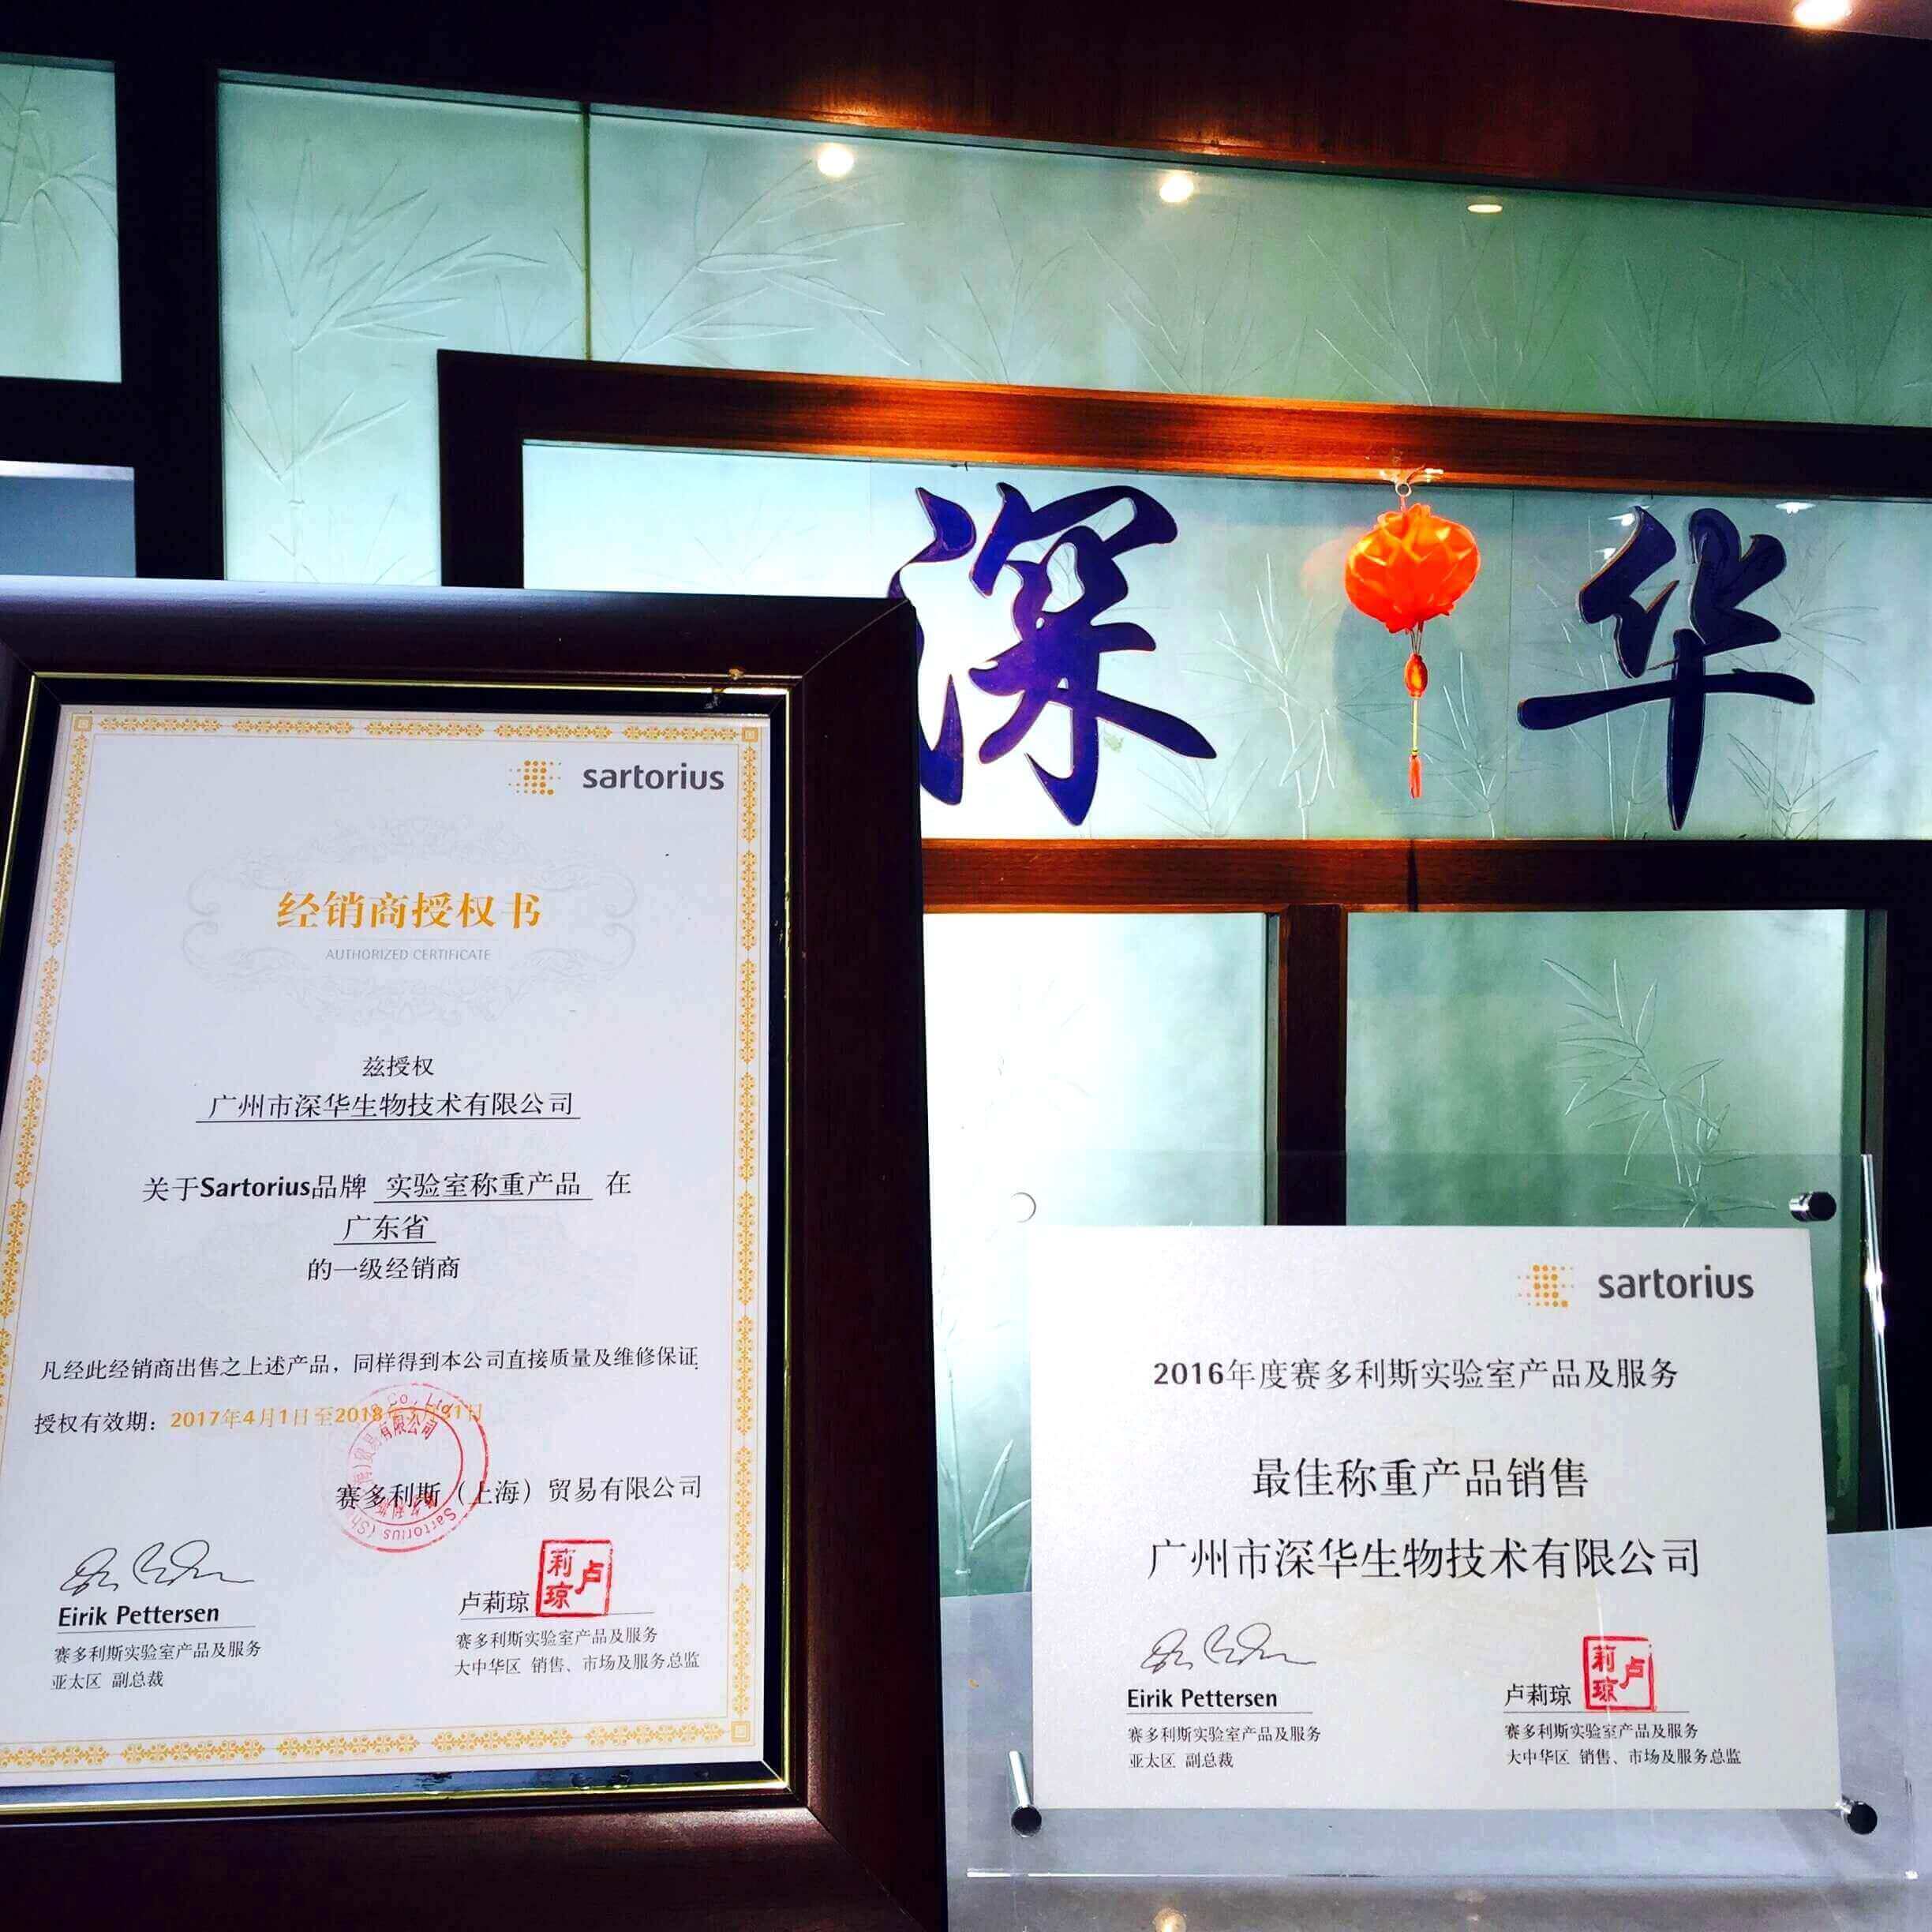 深 华
sartorius
经销商授权书
AUTHORIZED CERTIFICATE
兹授权
广州市深华生物技术有限公司
关于Sartorius品牌 实验室称重产品 在
广东省
的一级经销商
凡经此经销商出售之上述产品，同样得到本公司直接质量及维修保证
授权有效期：2017年4月1日至2018 31日
赛多利斯（上海）贸易有限公司
Eirik Pettersen
赛多利斯实验室产品及服务
亚太区 副总裁
卢莉琼
卢莉琼
赛多利斯实验室产品及服务
大中华区 销售、市场及服务总监
sartorius
2016年度赛多利斯实验室产品及服务
最佳称重产品销售
广州市深华生物技术有限公司
Eirik Pettersen
赛多利斯实验室产品及服务
亚太区 副总裁
卢莉琼
卢莉琼
赛多利斯实验室产品及服务
大中华区 销售、市场及服务总监